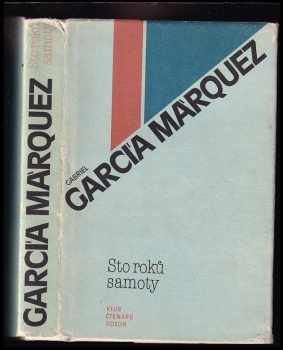 GARCÍA MÁRQUEZ
Sto roků
samoty
GABRIEL
GARCÍA MÁRQUEZ
Sto roků
samoty
KLUB
ČTENÁŘŮ
ODEON